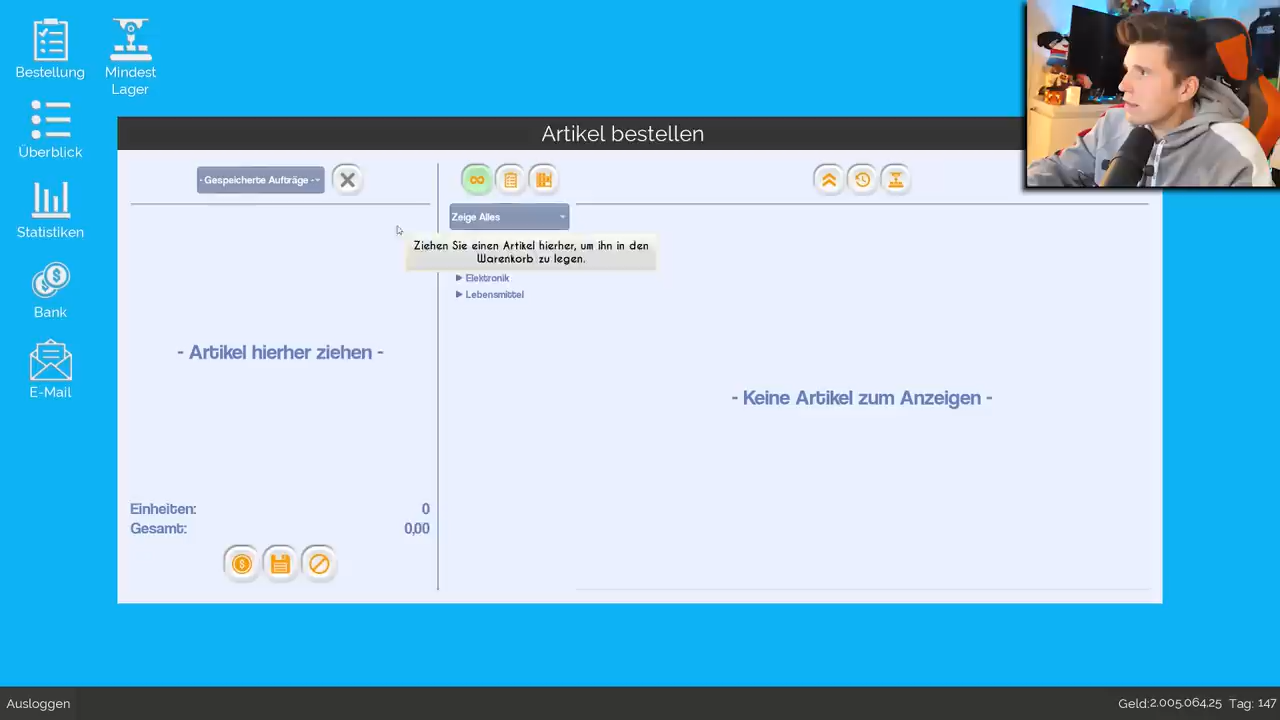 Bestellung
Mindest
Lager
Überblick
Statistiken
Bank
E-Mail
Artikel bestellen
- Gespeicherte Aufträge -
Zeige Alles
Ziehen Sie einen Artikel hierher, um ihn in den
Warenkorb zu legen.
Elektronik
Lebensmittel
- Artikel hierher ziehen -
- Keine Artikel zum Anzeigen -
Einheiten: 0
Gesamt: 0,00
Ausloggen
Geld:2.005.064,25 Tag: 147